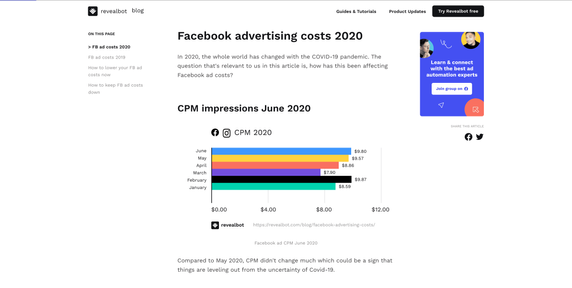 revealbot blog
Guides & Tutorials
Product Updates
Try Revealbot free
ON THIS PAGE
> FB ad costs 2020
FB ad costs 2019
How to lower your FB ad
costs now
How to keep FB ad costs
down
Facebook advertising costs 2020
In 2020, the whole world has changed with the COVID-19 pandemic. The
question that's relevant to us in this article is, how has this been affecting
Facebook ad costs?
CPM impressions June 2020
CPM 2020
June $9.80
May $9.57
April $8.88
March $7.60
February $9.87
January $8.59
$0.00 $4.00 $8.00 $12.00
revealbot https://revealbot.com/blog/facebook-advertising-costs/
Facebook ad CPM June 2020
Compared to May 2020, CPM didn't change much which could be a sign that
things are leveling out from the uncertainty of Covid-19.
Learn & connect
with the best ad
automation experts
Join group on
SHARE THIS ARTICLE